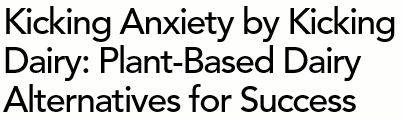 Kicking Anxiety by Kicking
Dairy: Plant-Based Dairy
Alternatives for Success